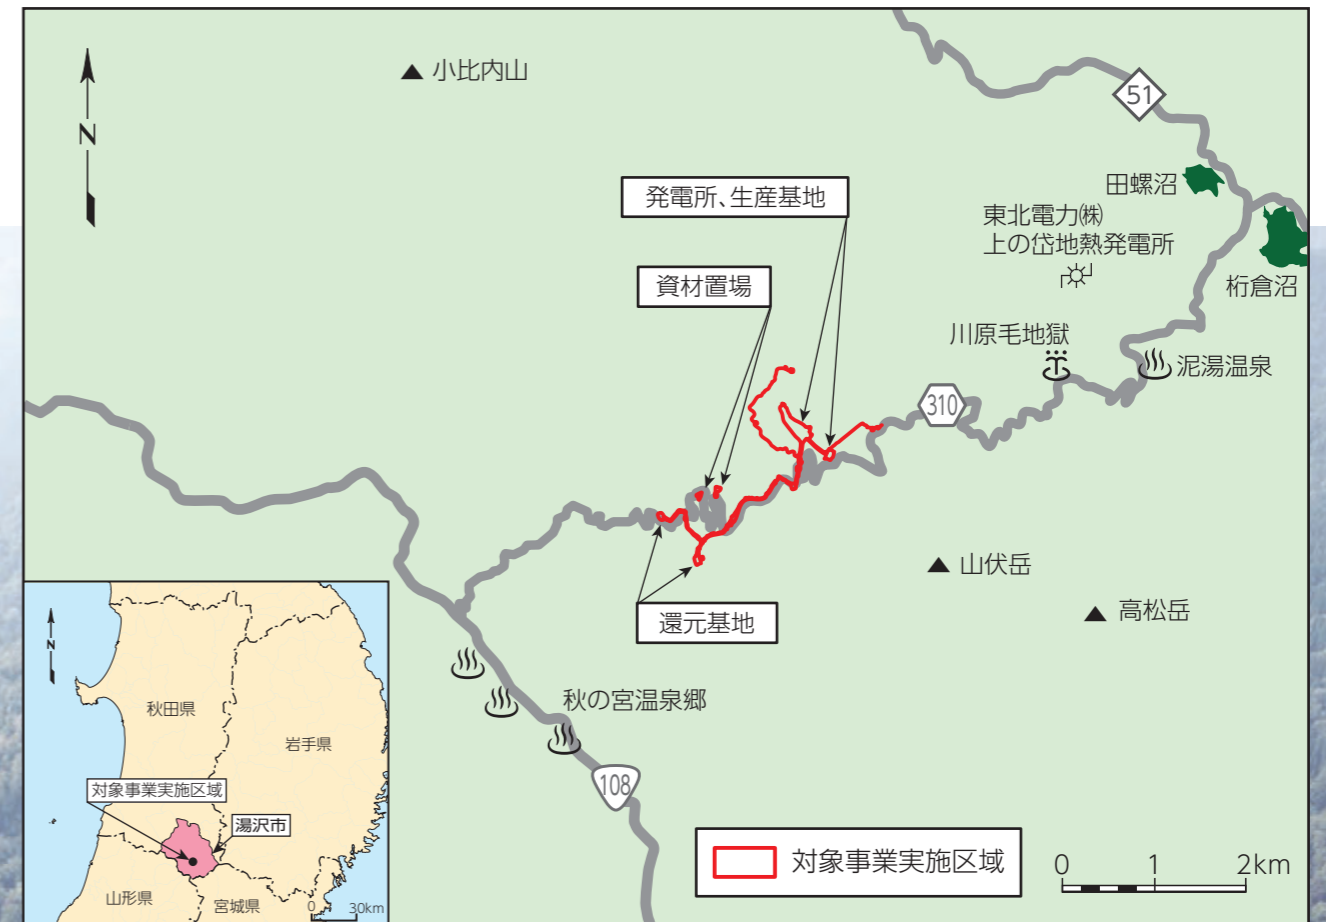 N
小比内山
51
田螺沼
発電所、生産基地
東北電力㈱
上の岱地熱発電所
桁倉沼
資材置場
川原毛地獄
泥湯温泉
310
山伏岳
高松岳
還元基地
秋の宮温泉郷
108
対象事業実施区域
0 1 2km
N
秋田県
岩手県
対象事業実施区域
湯沢市
山形県
宮城県
0 30km